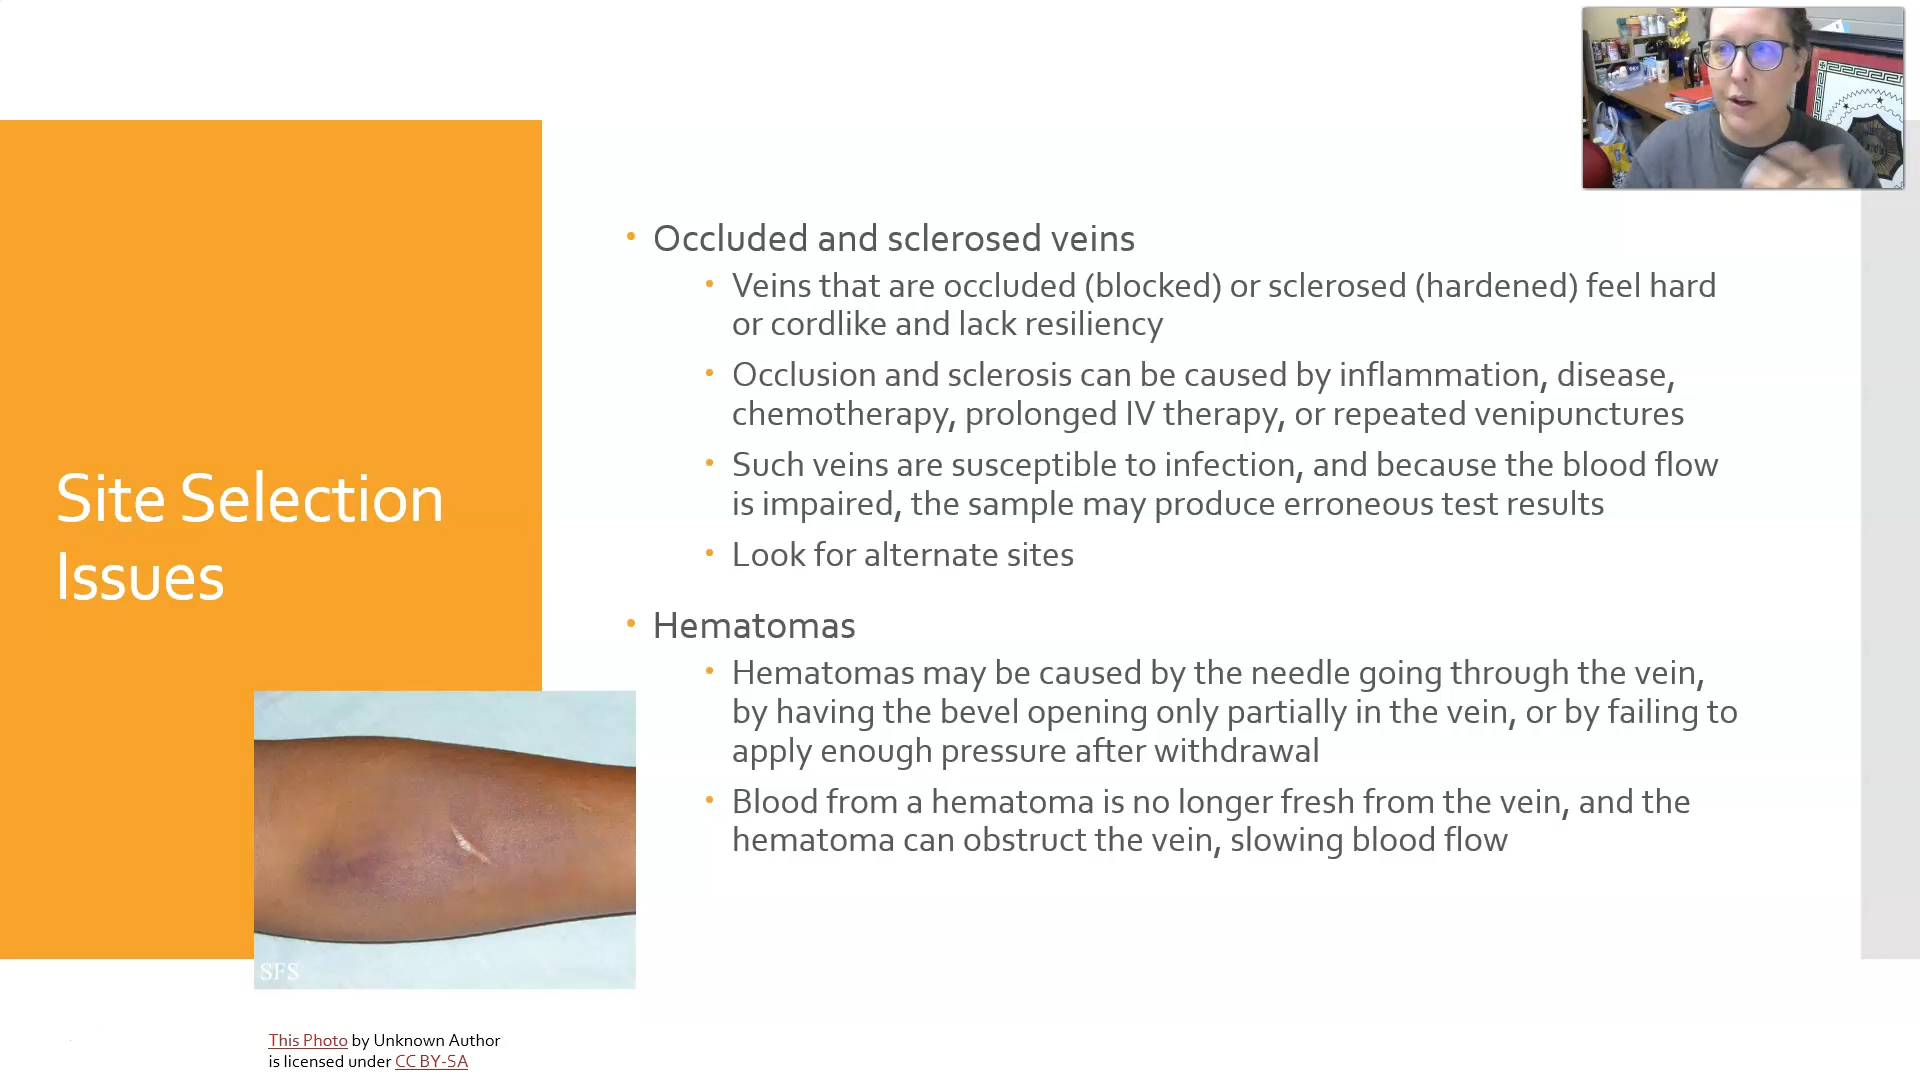 Site Selection
Issues
• Occluded and sclerosed veins
• Veins that are occluded (blocked) or sclerosed (hardened) feel hard
or cordlike and lack resiliency
• Occlusion and sclerosis can be caused by inflammation, disease,
chemotherapy, prolonged IV therapy, or repeated venipunctures
• Such veins are susceptible to infection, and because the blood flow
is impaired, the sample may produce erroneous test results
• Look for alternate sites
• Hematomas
• Hematomas may be caused by the needle going through the vein,
by having the bevel opening only partially in the vein, or by failing to
apply enough pressure after withdrawal
• Blood from a hematoma is no longer fresh from the vein, and the
hematoma can obstruct the vein, slowing blood flow
SFS
This Photo by Unknown Author
is licensed under CC BY-SA